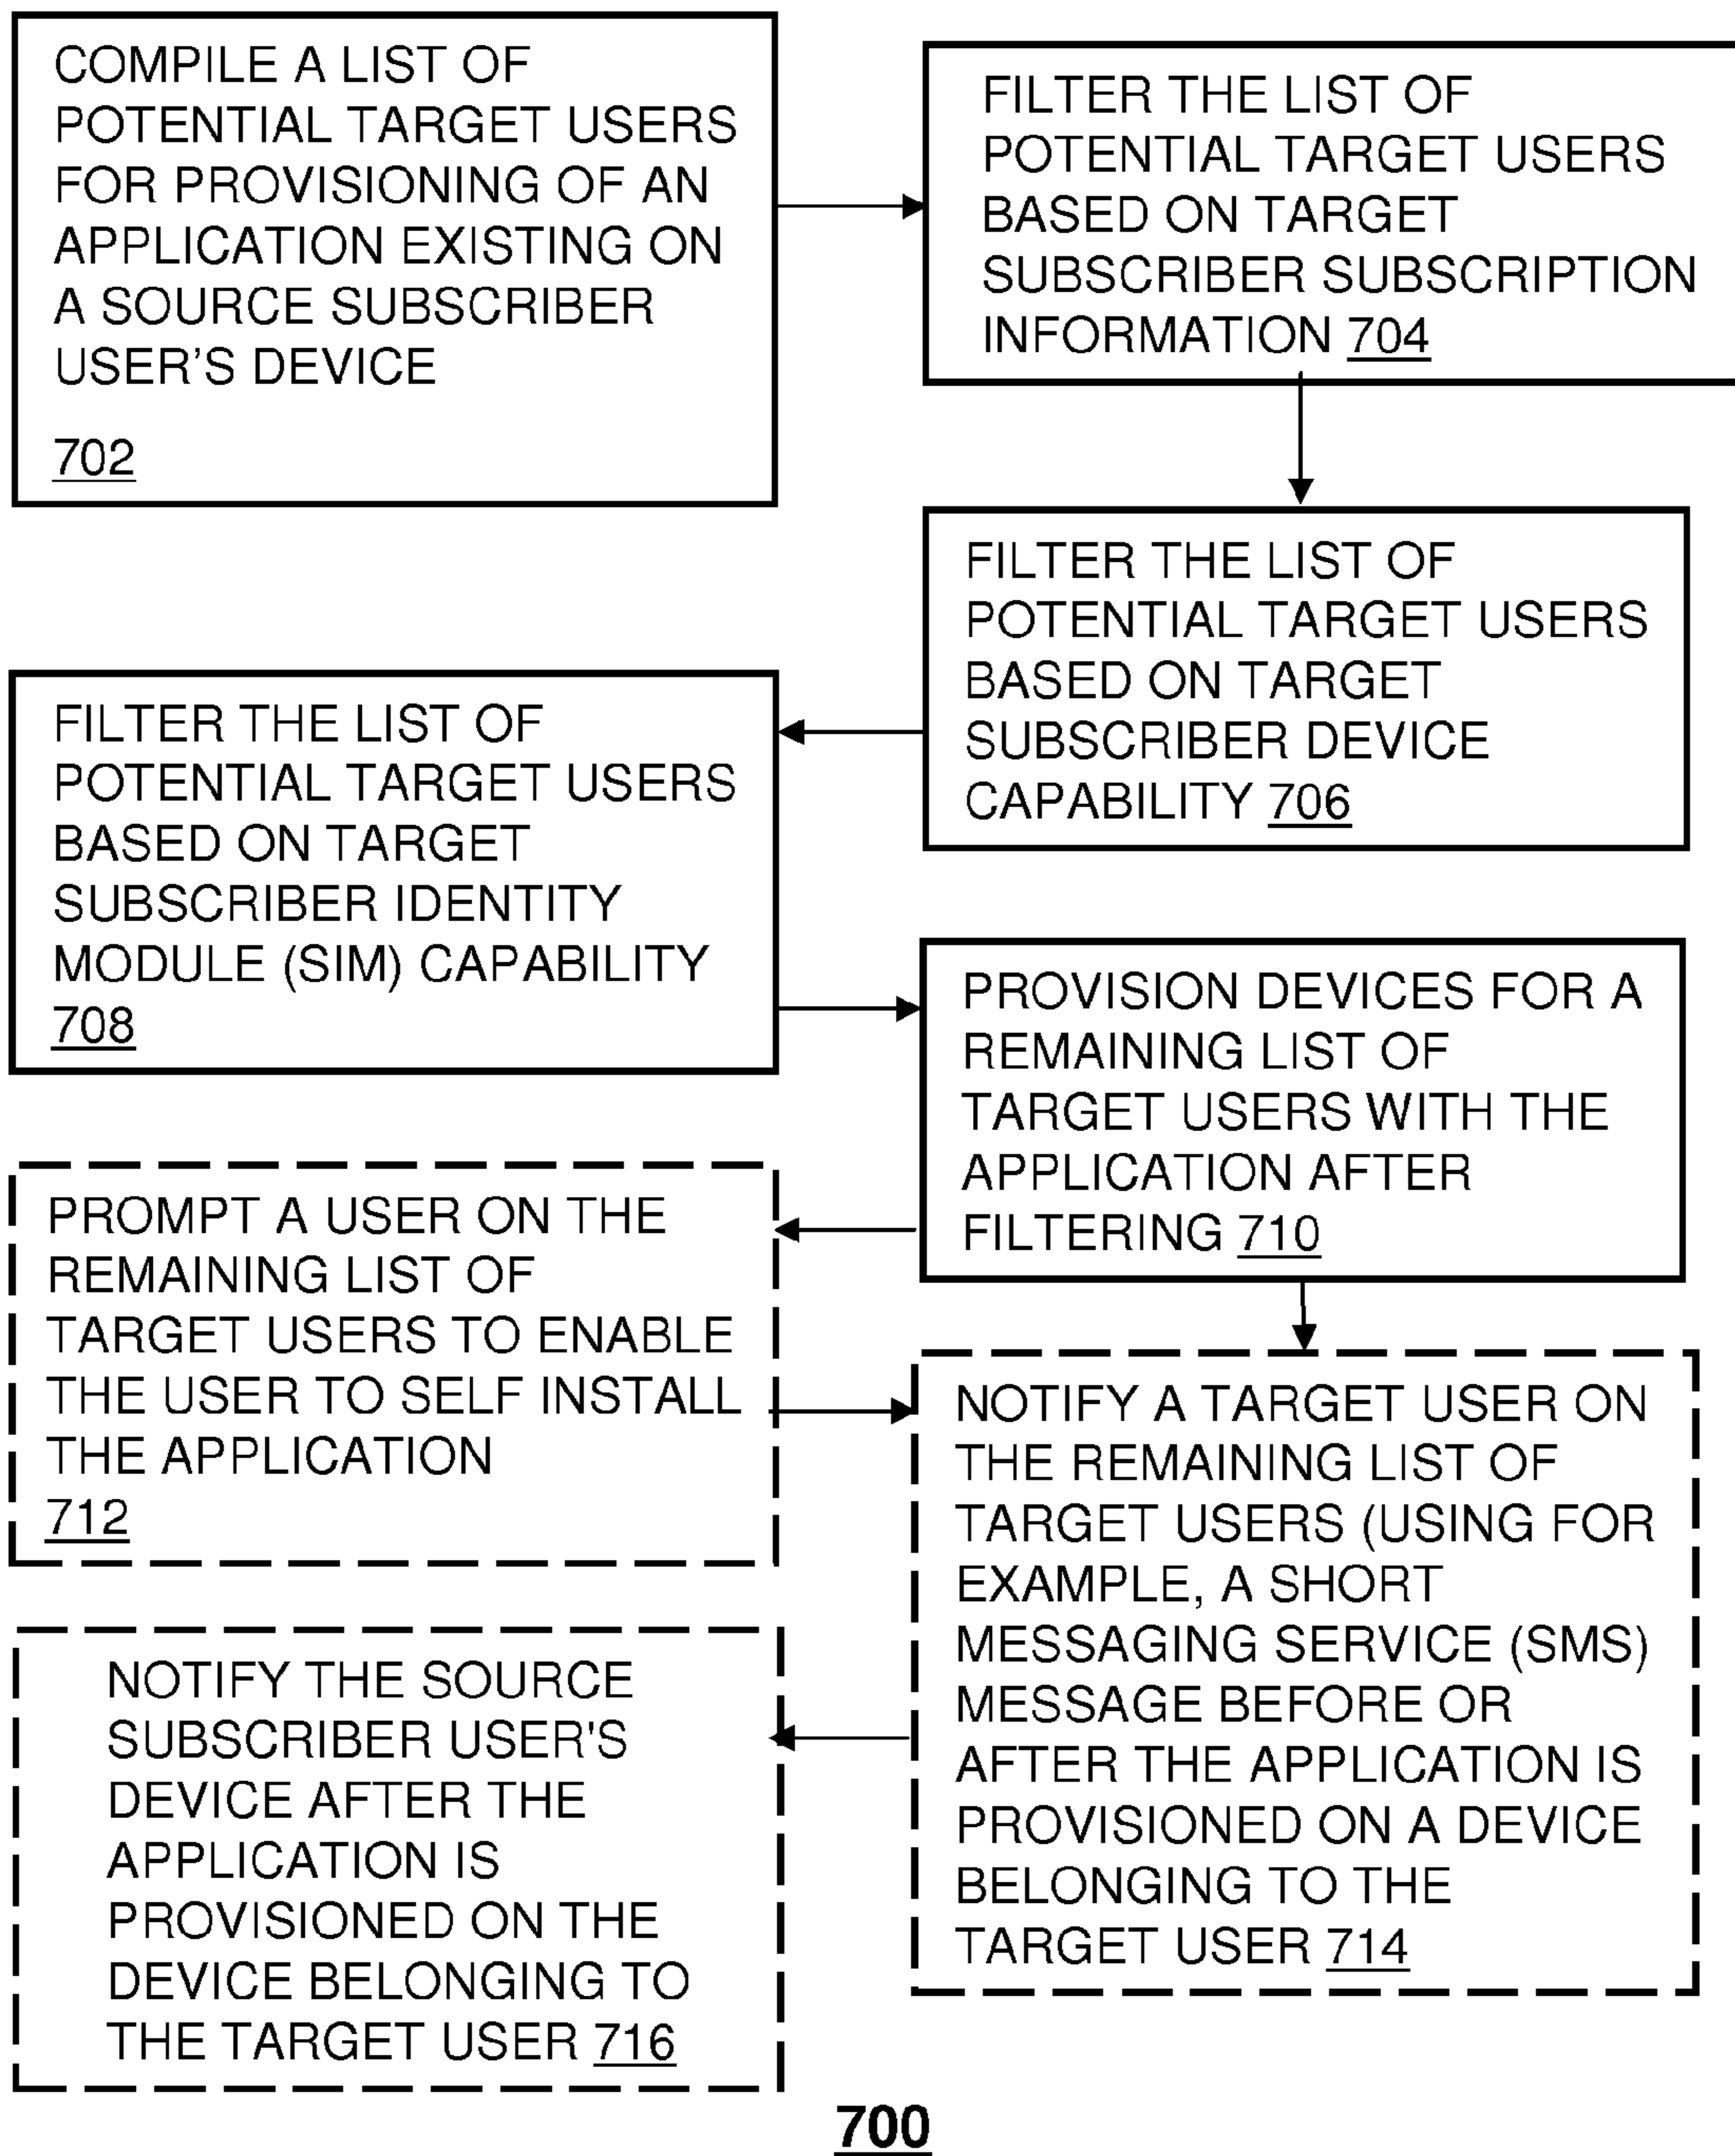 COMPILE A LIST OF
POTENTIAL TARGET USERS
FOR PROVISIONING OF AN
APPLICATION EXISTING ON
A SOURCE SUBSCRIBER
USER'S DEVICE
702
FILTER THE LIST OF
POTENTIAL TARGET USERS
BASED ON TARGET
SUBSCRIBER SUBSCRIPTION
INFORMATION 704
FILTER THE LIST OF
POTENTIAL TARGET USERS
BASED ON TARGET
SUBSCRIBER DEVICE
CAPABILITY 706
FILTER THE LIST OF
POTENTIAL TARGET USERS
BASED ON TARGET
SUBSCRIBER IDENTITY
MODULE (SIM) CAPABILITY
708
PROVISION DEVICES FOR A
REMAINING LIST OF
TARGET USERS WITH THE
APPLICATION AFTER
FILTERING 710
PROMPT A USER ON THE
REMAINING LIST OF
TARGET USERS TO ENABLE
THE USER TO SELF INSTALL
THE APPLICATION
712
NOTIFY A TARGET USER ON
THE REMAINING LIST OF
TARGET USERS (USING FOR
EXAMPLE, A SHORT
MESSAGING SERVICE (SMS)
MESSAGE BEFORE OR
AFTER THE APPLICATION IS
PROVISIONED ON A DEVICE
BELONGING TO THE
TARGET USER 714
NOTIFY THE SOURCE
SUBSCRIBER USER'S
DEVICE AFTER THE
APPLICATION IS
PROVISIONED ON THE
DEVICE BELONGING TO
THE TARGET USER 716
700